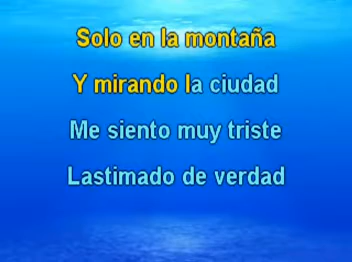 Solo en la montaña
Y mirando la ciudad
Me siento muy triste
Lastimado de verdad